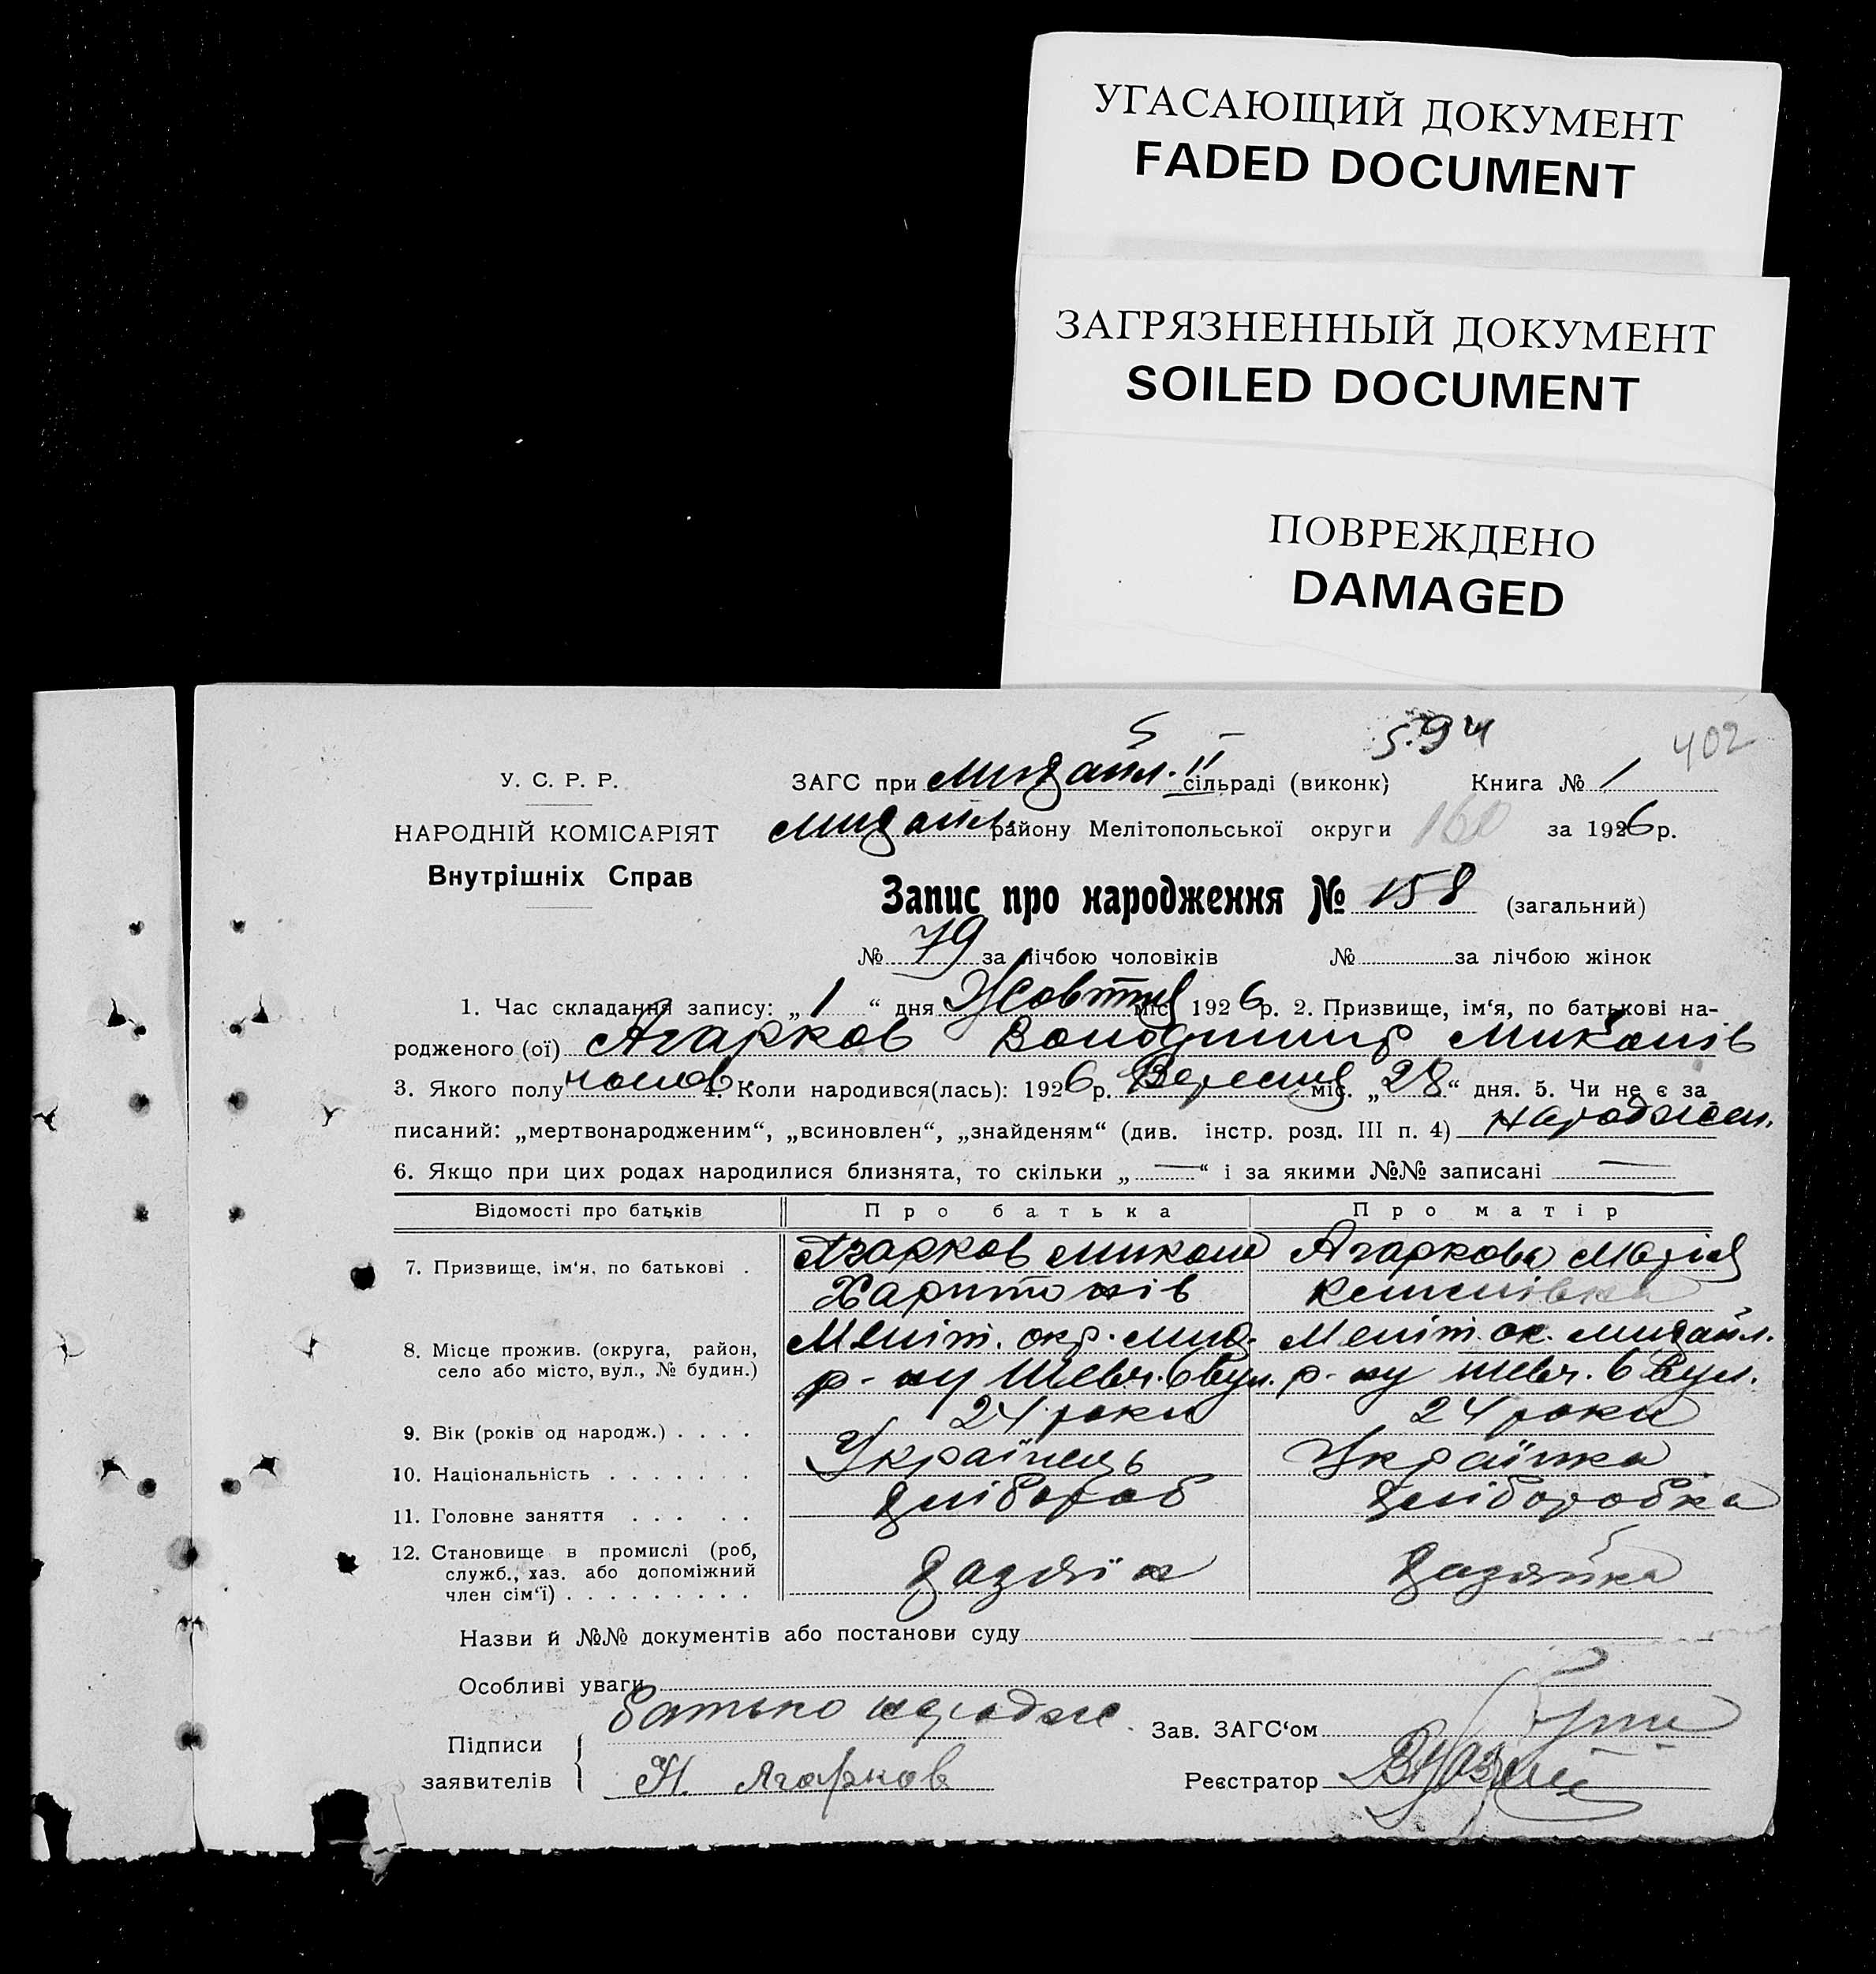 УГАСАЮЩИЙ ДОКУМЕНТ
FADED DOCUMENT
ЗАГРЯЗНЕННЫЙ ДОКУМЕНТ
SOILED DOCUMENT
ПОВРЕЖДЕНО
DAMAGED
594
402
У. С. Р. Р.
НАРОДНІЙ КОМІСАРІЯТ
Внутрішніх Справ
ЗАГС при Михайл. II сільраді (виконк) Книга № 1
Михайл. району Мелітопольської округи 160 за 1926 р.
Запис про народження № 158 (загальний)
№ 79 за лічбою чоловіків № за лічбою жінок
1. Час складання запису: „1“ дня Жовтня міс. 1926 р. 2. Призвище, ім‘я, по батькові на-
родженого (ої) Агарков Володимир Миколів
3. Якого полу чолов. 4. Коли народився(лась): 1926 р. Вересня міс. „28“ дня. 5. Чи не є за
писаний: „мертвонародженим“, „всиновлен“, „знайденям“ (див. інстр. розд. III п. 4) народжен.
6. Якщо при цих родах народилися близнята, то скільки „—“ і за якими №№ записані —
Відомості про батьків Про батька Про матір
7. Призвище, ім‘я, по батькові . Агарков Микола Агаркова Марія
Харитонів
8. Місце прожив. (округа, район, Меліт. окр. Мих. Меліт. ок. Михайл.
село або місто, вул., № будин.) р-ну Шевч. 6 вул. р-ну Шевч. 6 вул.
9. Вік (років од народж.) . . . . 24 роки 24 роки
10. Національність . . . . . . . Українець Українка
11. Головне заняття . . . . . хлібороб хліборобка
12. Становище в промислі (роб,
служб., хаз. або допоміжний хазяїн хазяйка
член сім‘ї) . . . . . . . . .
Назви й №№ документів або постанови суду
Особливі уваги
батько народж.
Підписи
заявителів Н. Агарков
Зав. ЗАГС‘ом
Реєстратор